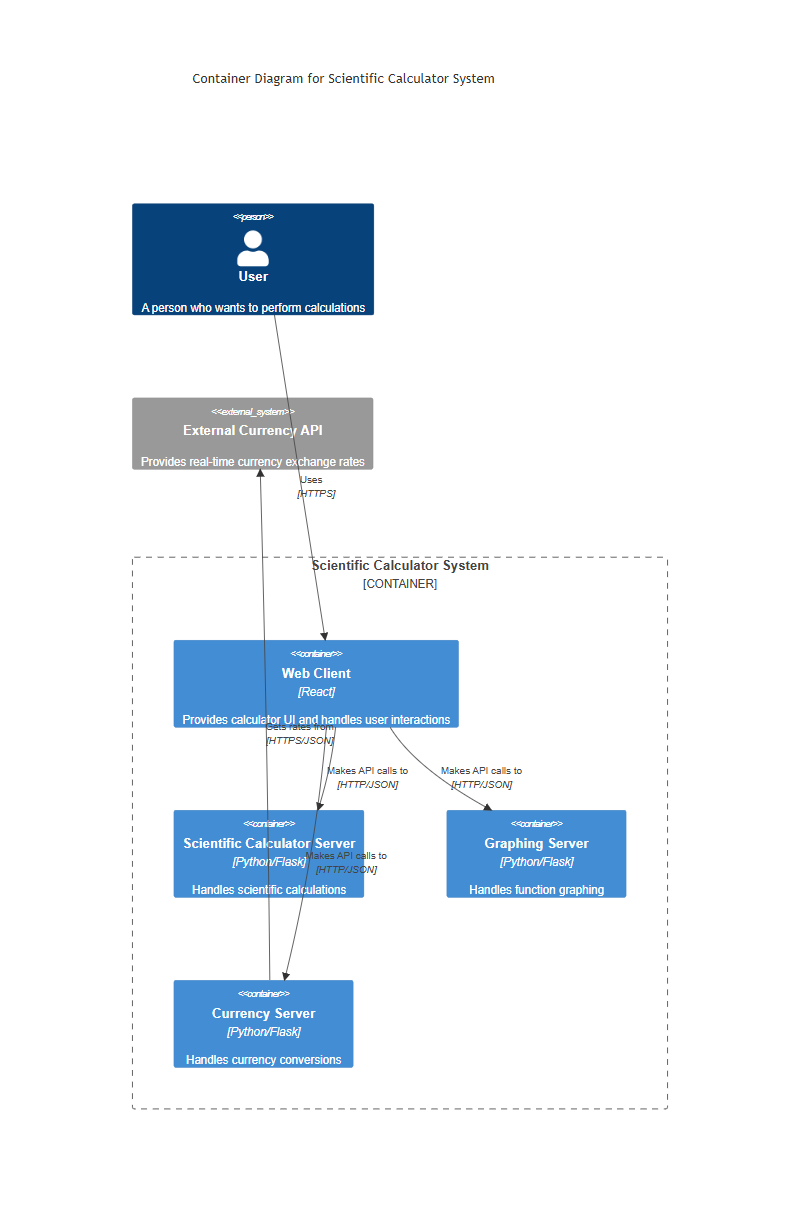 Container Diagram for Scientific Calculator System
<<person>>
User
A person who wants to perform calculations
<<external_system>>
External Currency API
Provides real-time currency exchange rates
Uses
[HTTPS]
Scientific Calculator System
[CONTAINER]
<<container>>
Web Client
[React]
Provides calculator UI and handles user interactions
Gets rates from
[HTTPS/JSON]
Makes API calls to
[HTTP/JSON]
Makes API calls to
[HTTP/JSON]
<<container>>
Scientific Calculator Server
[Python/Flask]
Handles scientific calculations
<<container>>
Graphing Server
[Python/Flask]
Handles function graphing
Makes API calls to
[HTTP/JSON]
<<container>>
Currency Server
[Python/Flask]
Handles currency conversions